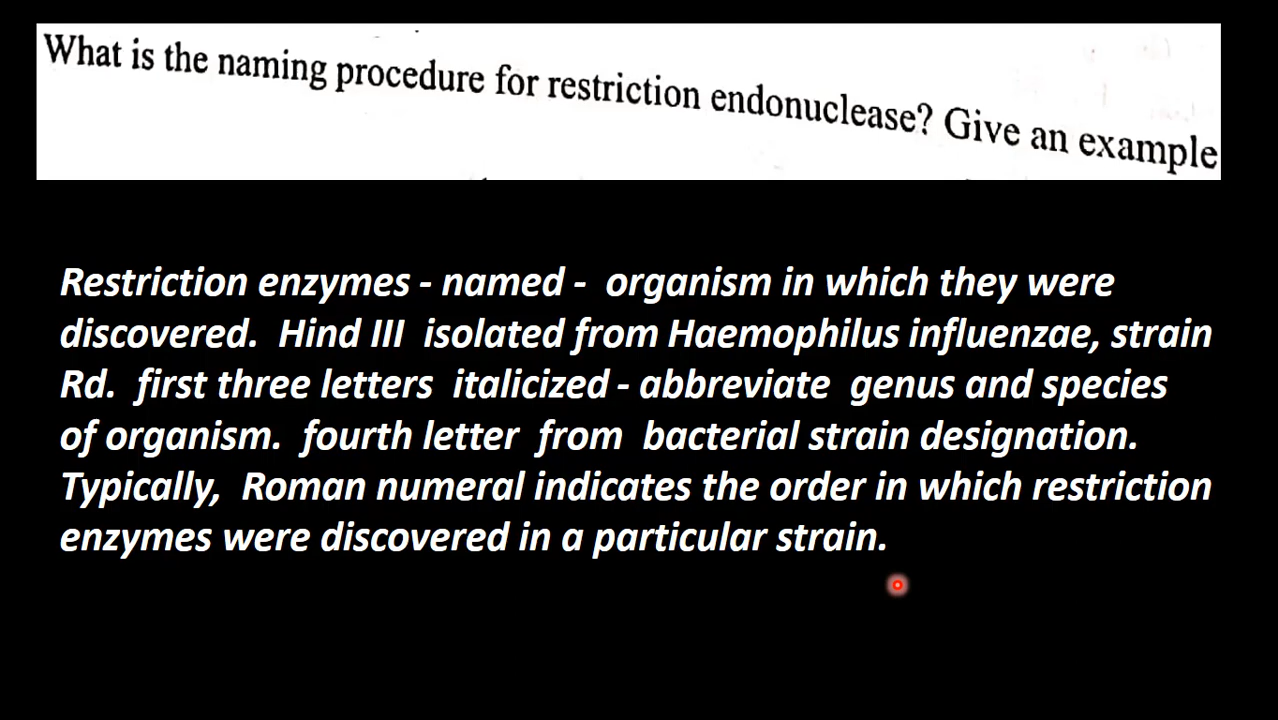 What is the naming procedure for restriction endonuclease? Give an example
Restriction enzymes - named - organism in which they were
discovered. Hind III isolated from Haemophilus influenzae, strain
Rd. first three letters italicized - abbreviate genus and species
of organism. fourth letter from bacterial strain designation.
Typically, Roman numeral indicates the order in which restriction
enzymes were discovered in a particular strain.